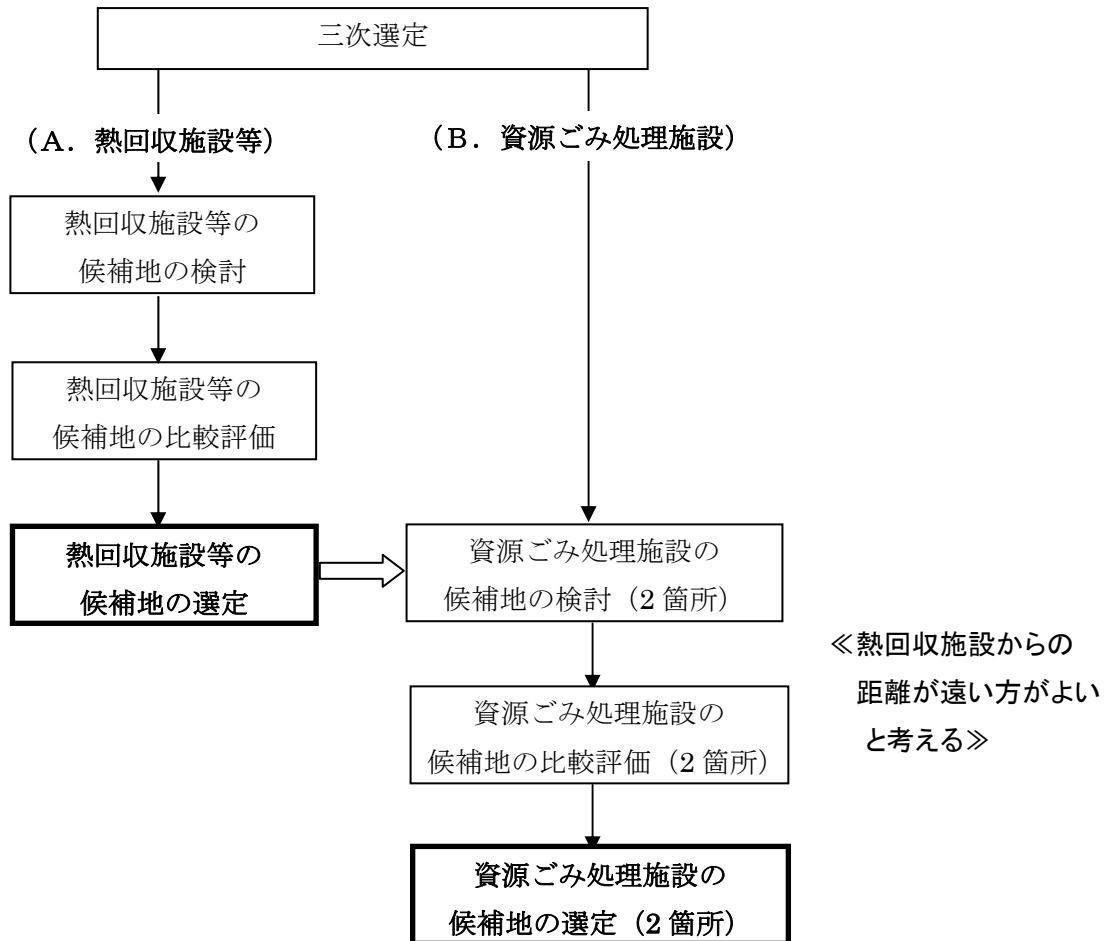 三次選定
(A. 熱回収施設等)
(B. 資源ごみ処理施設)
熱回収施設等の
候補地の検討
熱回収施設等の
候補地の比較評価
熱回収施設等の
候補地の選定
資源ごみ処理施設の
候補地の検討(2 箇所)
≪熱回収施設からの
距離が遠い方がよい
と考える≫
資源ごみ処理施設の
候補地の比較評価(2 箇所)
資源ごみ処理施設の
候補地の選定(2 箇所)